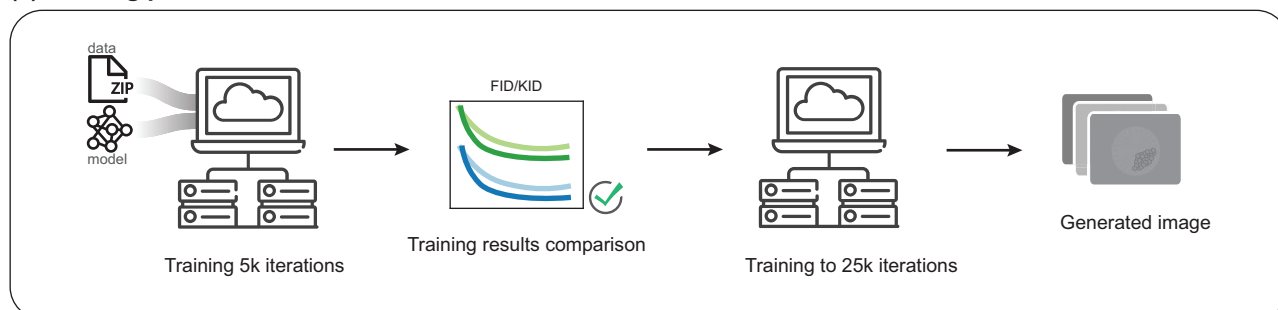 data
ZIP
model
FID/KID
Training 5k iterations
Training results comparison
Training to 25k iterations
Generated image